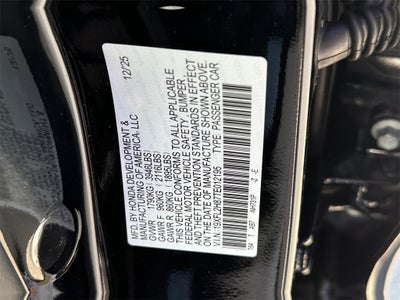 MFD. BY HONDA DEVELOPMENT & 12/25
MANUFACTURING OF AMERICA, LLC
GVWR 1790KG ( 3946LBS)
GAWR F 960KG ( 2116LBS)
GAWR R 860KG ( 1896LBS)
THIS VEHICLE CONFORMS TO ALL APPLICABLE
FEDERAL MOTOR VEHICLE SAFETY, BUMPER,
AND THEFT PREVENTION STANDARDS IN EFFECT
ON THE DATE OF MANUFACTURE SHOWN ABOVE.
TYPE: PASSENGER CAR